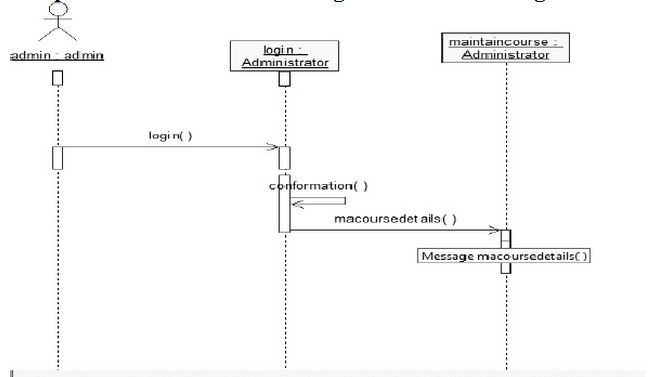 admin : admin
login :
Administrator
maintaincourse :
Administrator
login( )
conformation( )
macoursedetails( )
Message macoursedetails( )